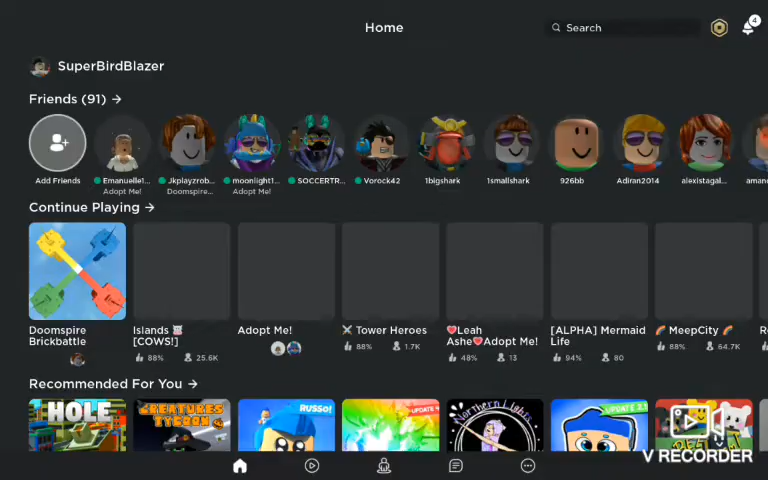 Home
Search
4
SuperBirdBlazer
Friends (91) →
Add Friends
Emanuelle1...
Adopt Me!
Jkplayzrob...
Doomspire...
moonlight1...
Adopt Me!
SOCCERTR...
Vorock42
1bigshark
1smallshark
926bb
Adiran2014
alexistagal...
aman
Continue Playing →
Doomspire Brickbattle
Islands 🐮 [COWS!]
88% 25.6K
Adopt Me!
⚔️ Tower Heroes
88% 1.7K
❤️Leah Ashe❤️Adopt Me!
48% 13
[ALPHA] Mermaid Life
94% 80
🌈 MeepCity 🌈
88% 64.7K
Recommended For You →
HOLE
CREATURES
TYCOON
RUSSO!
UPDATE 4
Northern Lights
UPDATE 2.1
V RECORDER